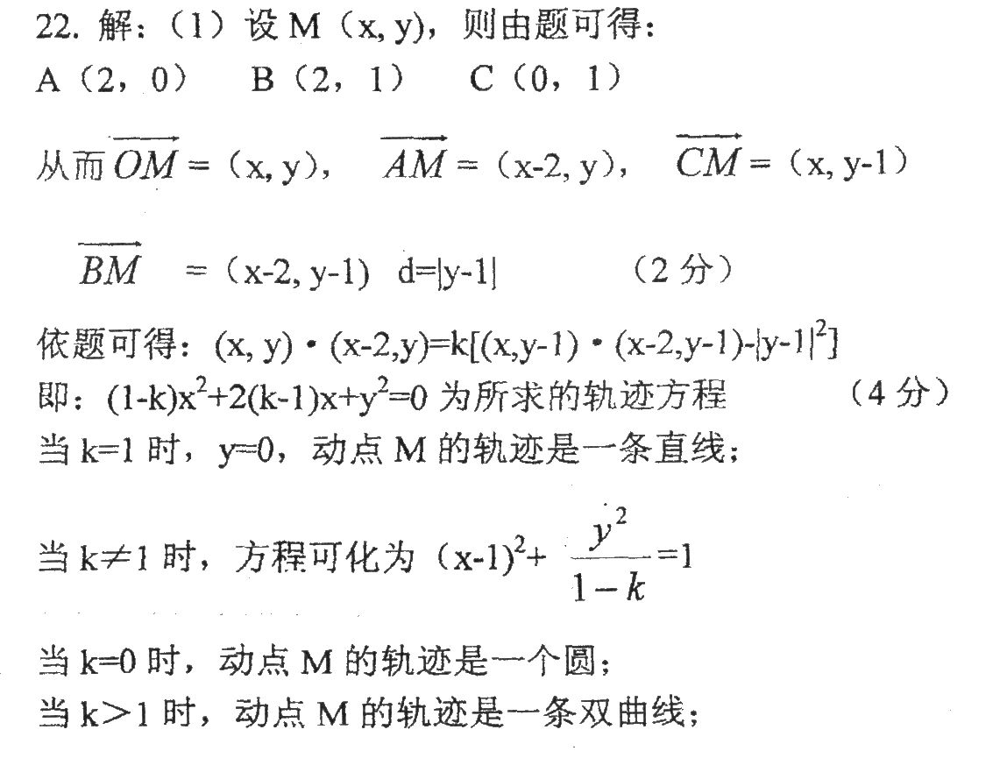 22. 解：（1）设 M（x, y)，则由题可得：
A（2，0） B（2，1） C（0，1）
从而 $\overrightarrow{OM}$ =（x, y），$\overrightarrow{AM}$ =（x-2, y），$\overrightarrow{CM}$ =（x, y-1）
$\overrightarrow{BM}$ =（x-2, y-1) d=|y-1| （2 分）
依题可得：(x, y)·(x-2,y)=k[(x,y-1)·(x-2,y-1)-|y-1|²]
即：(1-k)x²+2(k-1)x+y²=0 为所求的轨迹方程 （4 分）
当 k=1 时，y=0，动点 M 的轨迹是一条直线；
当 k≠1 时，方程可化为（x-1)²+ $\frac{y^2}{1-k}$=1
当 k=0 时，动点 M 的轨迹是一个圆；
当 k＞1 时，动点 M 的轨迹是一条双曲线；